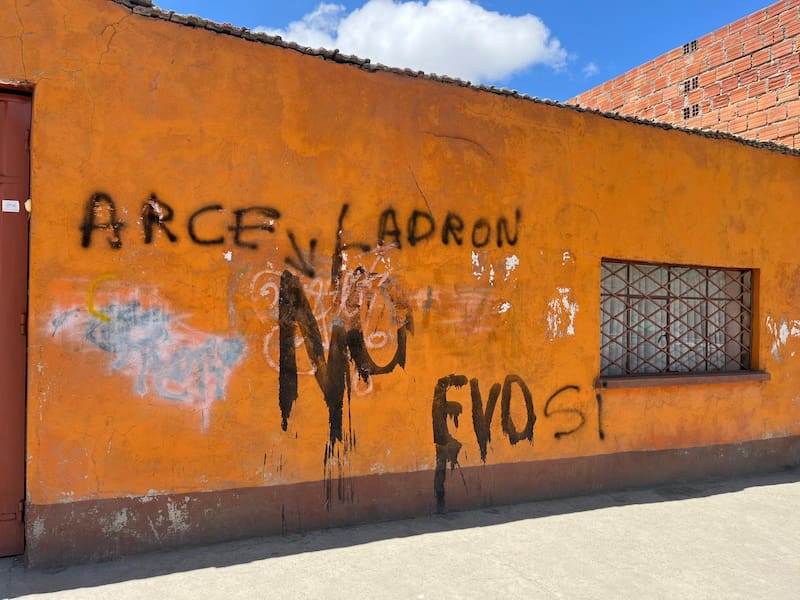 ARCE LADRON
NO
EVO SI